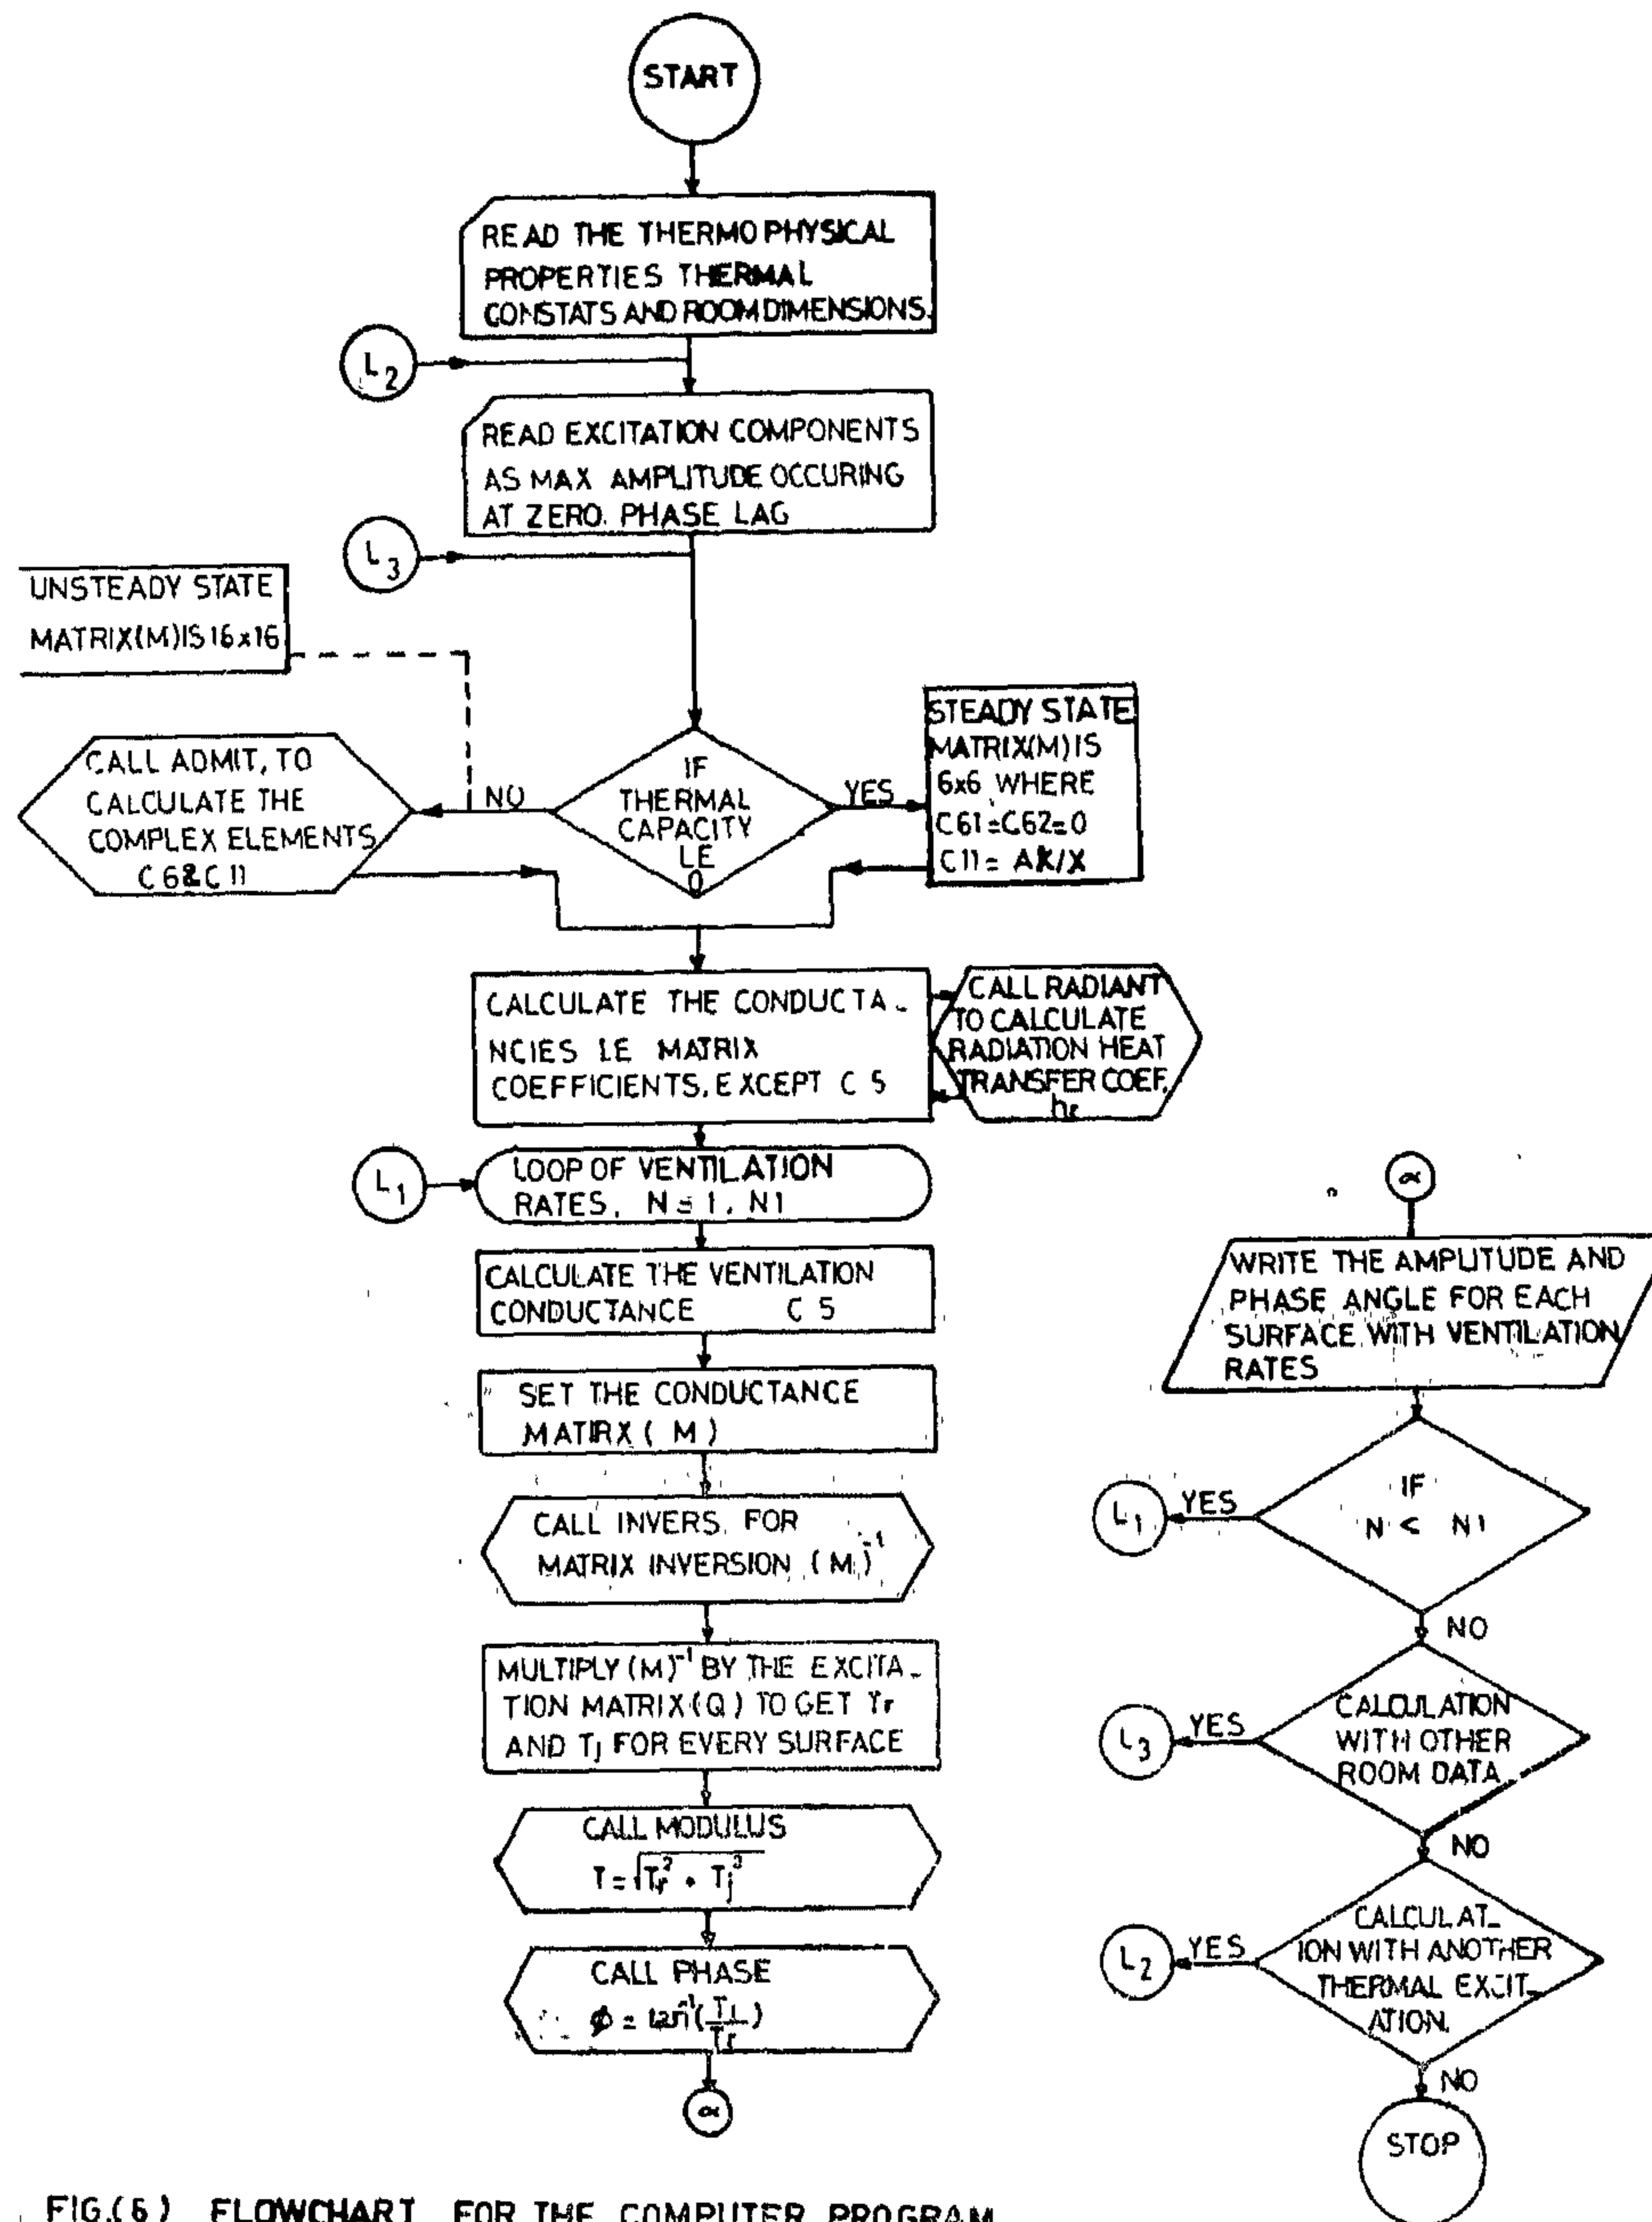 START
READ THE THERMO PHYSICAL
PROPERTIES THERMAL
CONSTATS AND ROOM DIMENSIONS.
L2
READ EXCITATION COMPONENTS
AS MAX AMPLITUDE OCCURING
AT ZERO. PHASE LAG
L3
UNSTEADY STATE
MATRIX(M)IS 16x16
CALL ADMIT, TO
CALCULATE THE
COMPLEX ELEMENTS
C 6& C 11
NO
IF
THERMAL
CAPACITY
LE
0
YES
STEADY STATE
MATRIX(M)IS
6x6 WHERE
C61=C62=0
C11= AK/X
CALCULATE THE CONDUCTA-
NCIES I.E MATRIX
COEFFICIENTS, EXCEPT C 5
CALL RADIANT
TO CALCULATE
RADIATION HEAT
TRANSFER COEF.
hr
L1
LOOP OF VENTILATION
RATES, N = 1, N1
CALCULATE THE VENTILATION
CONDUCTANCE C 5
SET THE CONDUCTANCE
MATIRX ( M )
CALL INVERS, FOR
MATRIX INVERSION (M)-1
MULTIPLY (M)-1 BY THE EXCITA-
TION MATRIX(Q) TO GET Tr
AND Tj FOR EVERY SURFACE
CALL MODULUS
T=√Tr2 + Tj2
CALL PHASE
ϕ = tan-1(Tj/Tr)
α
α
WRITE THE AMPLITUDE AND
PHASE ANGLE FOR EACH
SURFACE WITH VENTILATION
RATES
IF
N < N1
YES
L1
NO
CALCULATION
WITH OTHER
ROOM DATA.
YES
L3
NO
CALCULAT-
ION WITH ANOTHER
THERMAL EXCIT-
ATION.
YES
L2
NO
STOP
FIG.(6) FLOWCHART FOR THE COMPUTER PROGRAM